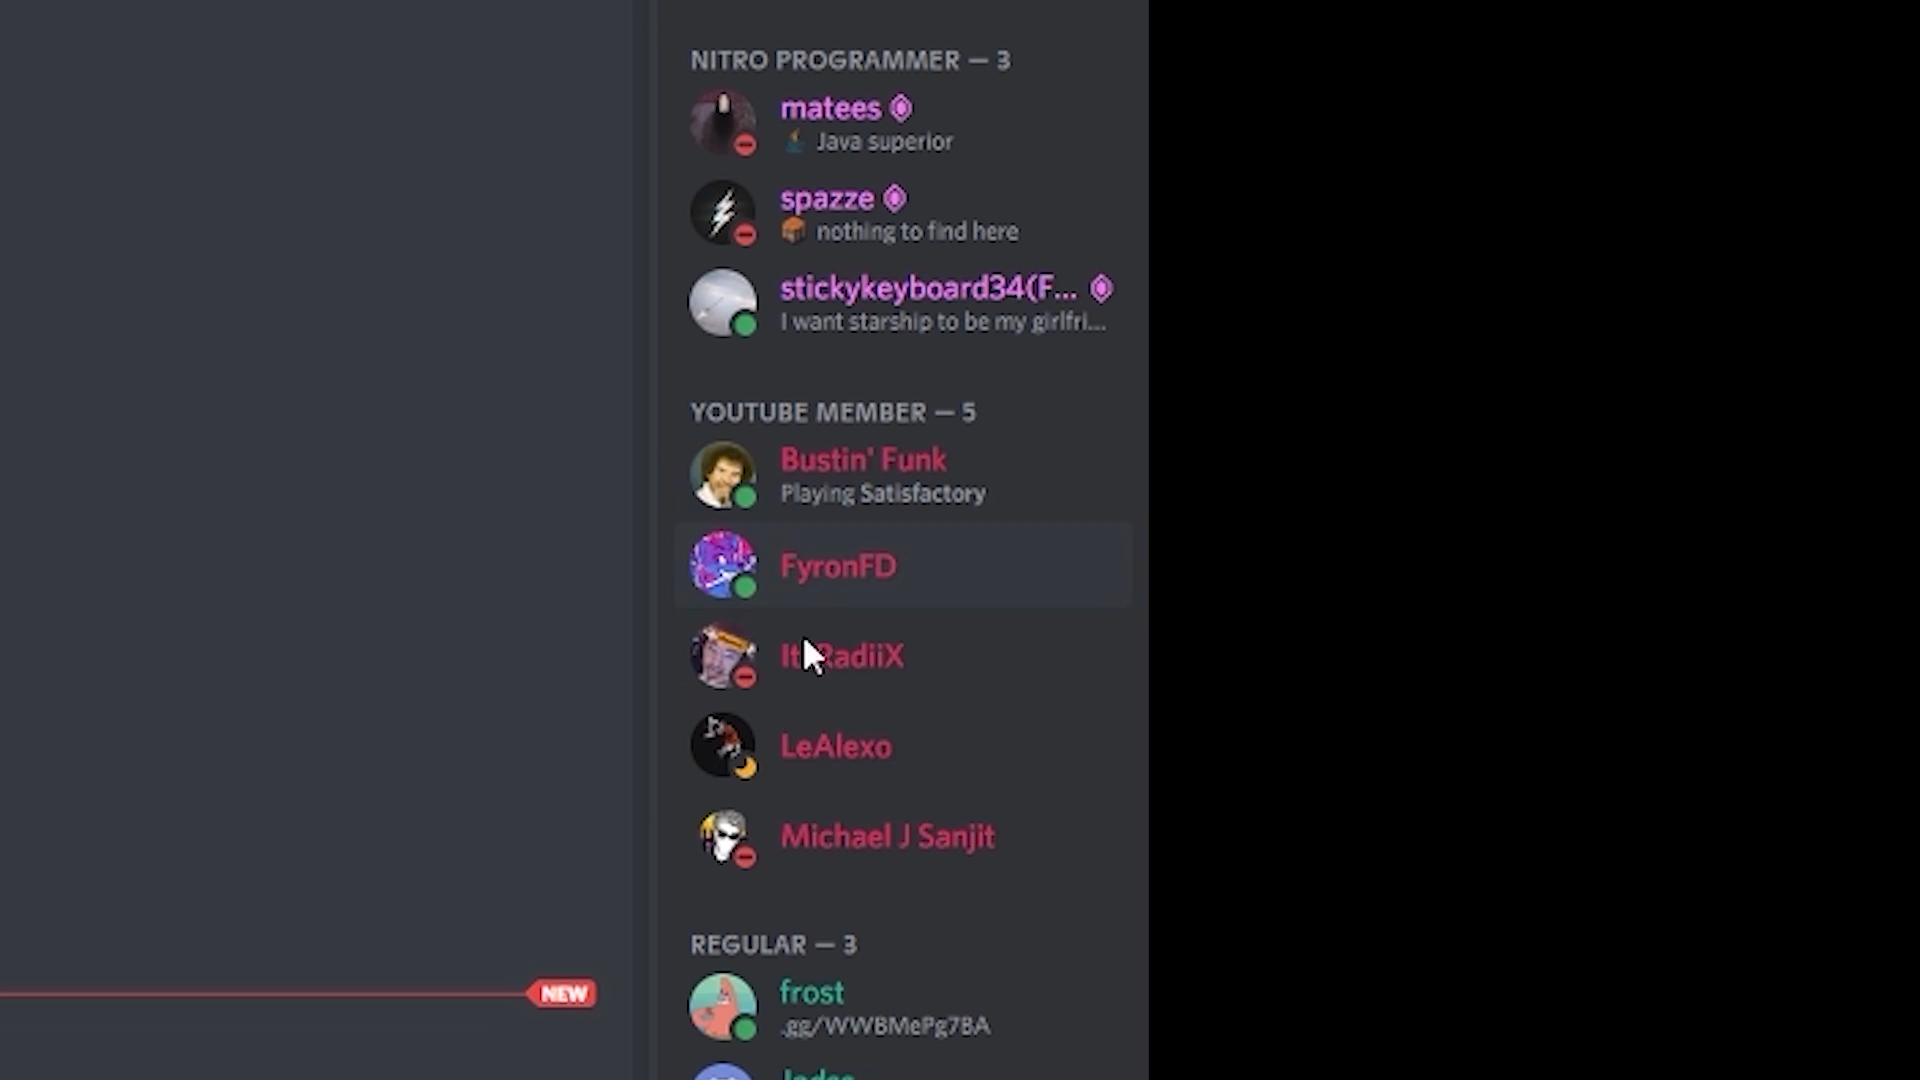 NITRO PROGRAMMER — 3
matees
Java superior
spazze
nothing to find here
stickykeyboard34(F...
I want starship to be my girlfri...
YOUTUBE MEMBER — 5
Bustin' Funk
Playing Satisfactory
FyronFD
RadiiX
LeAlexo
Michael J Sanjit
REGULAR — 3
NEW
frost
.gg/WWBMePg7BA